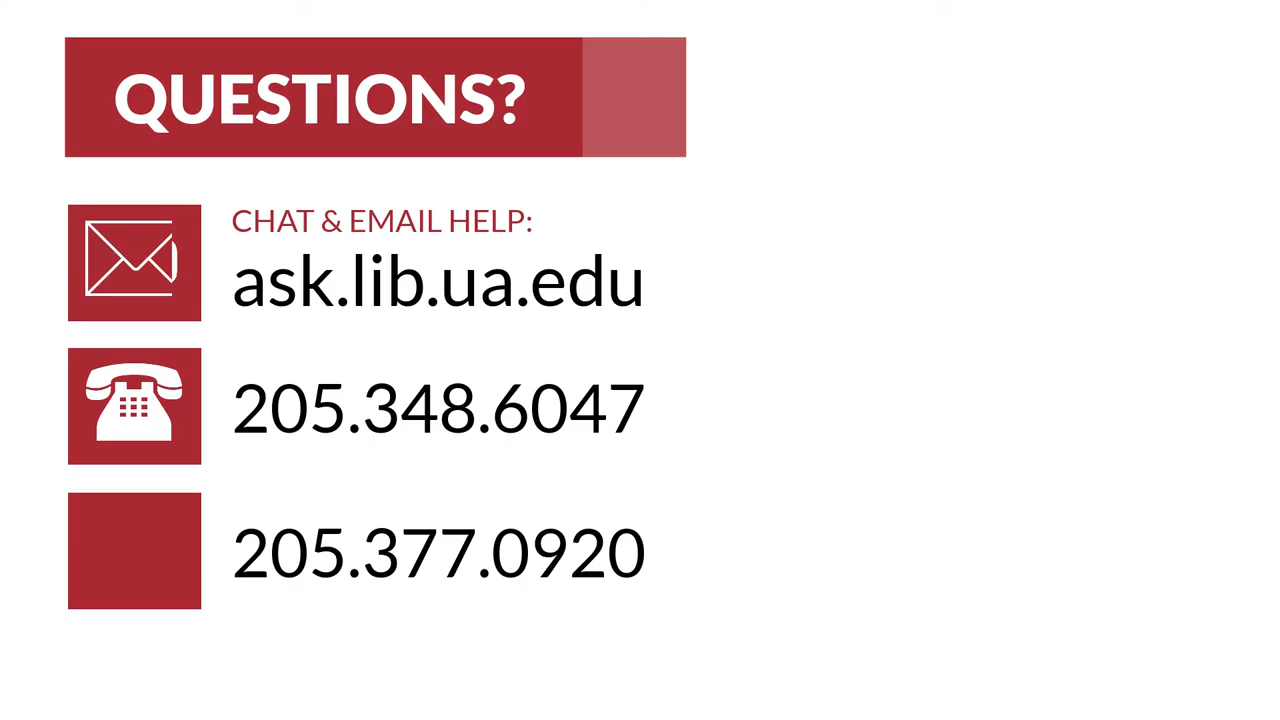 QUESTIONS?
CHAT & EMAIL HELP:
ask.lib.ua.edu
205.348.6047
205.377.0920